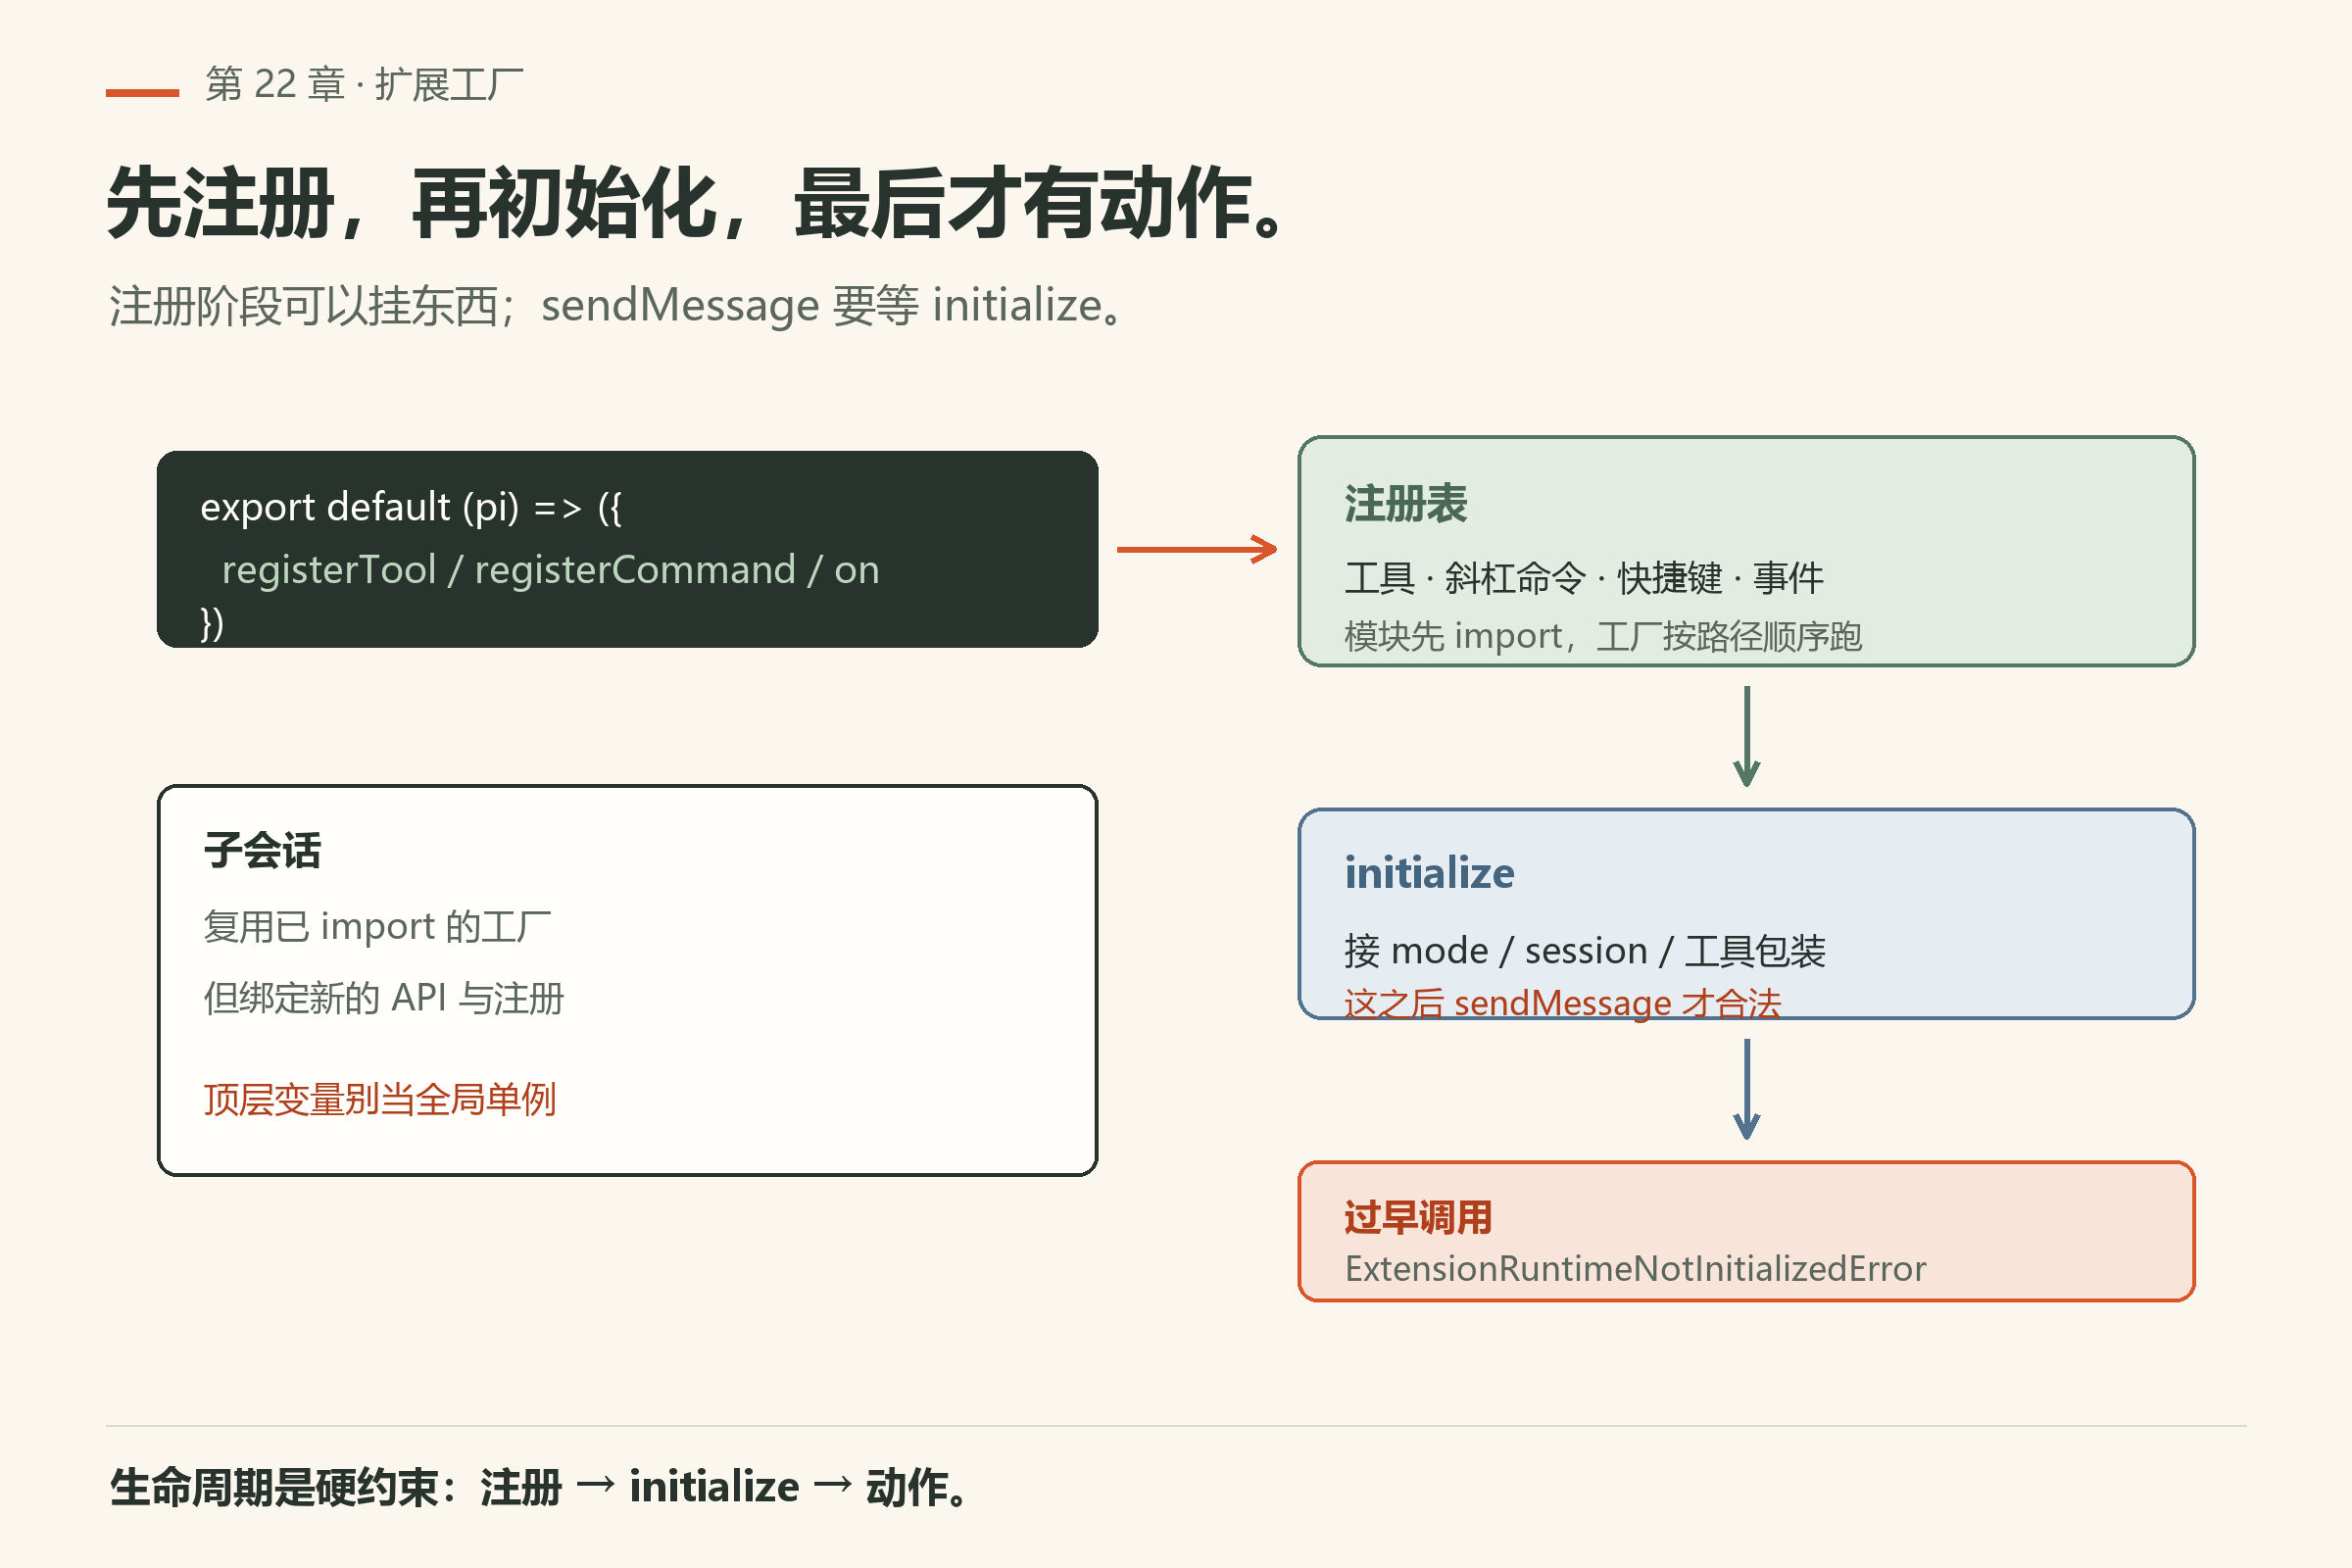 第 22 章 · 扩展工厂
先注册，再初始化，最后才有动作。
注册阶段可以挂东西；sendMessage 要等 initialize。
export default (pi) => ({
registerTool / registerCommand / on
})
注册表
工具 · 斜杠命令 · 快捷键 · 事件
模块先 import，工厂按路径顺序跑
子会话
复用已 import 的工厂
但绑定新的 API 与注册
顶层变量别当全局单例
initialize
接 mode / session / 工具包装
这之后 sendMessage 才合法
过早调用
ExtensionRuntimeNotInitializedError
生命周期是硬约束：注册 → initialize → 动作。